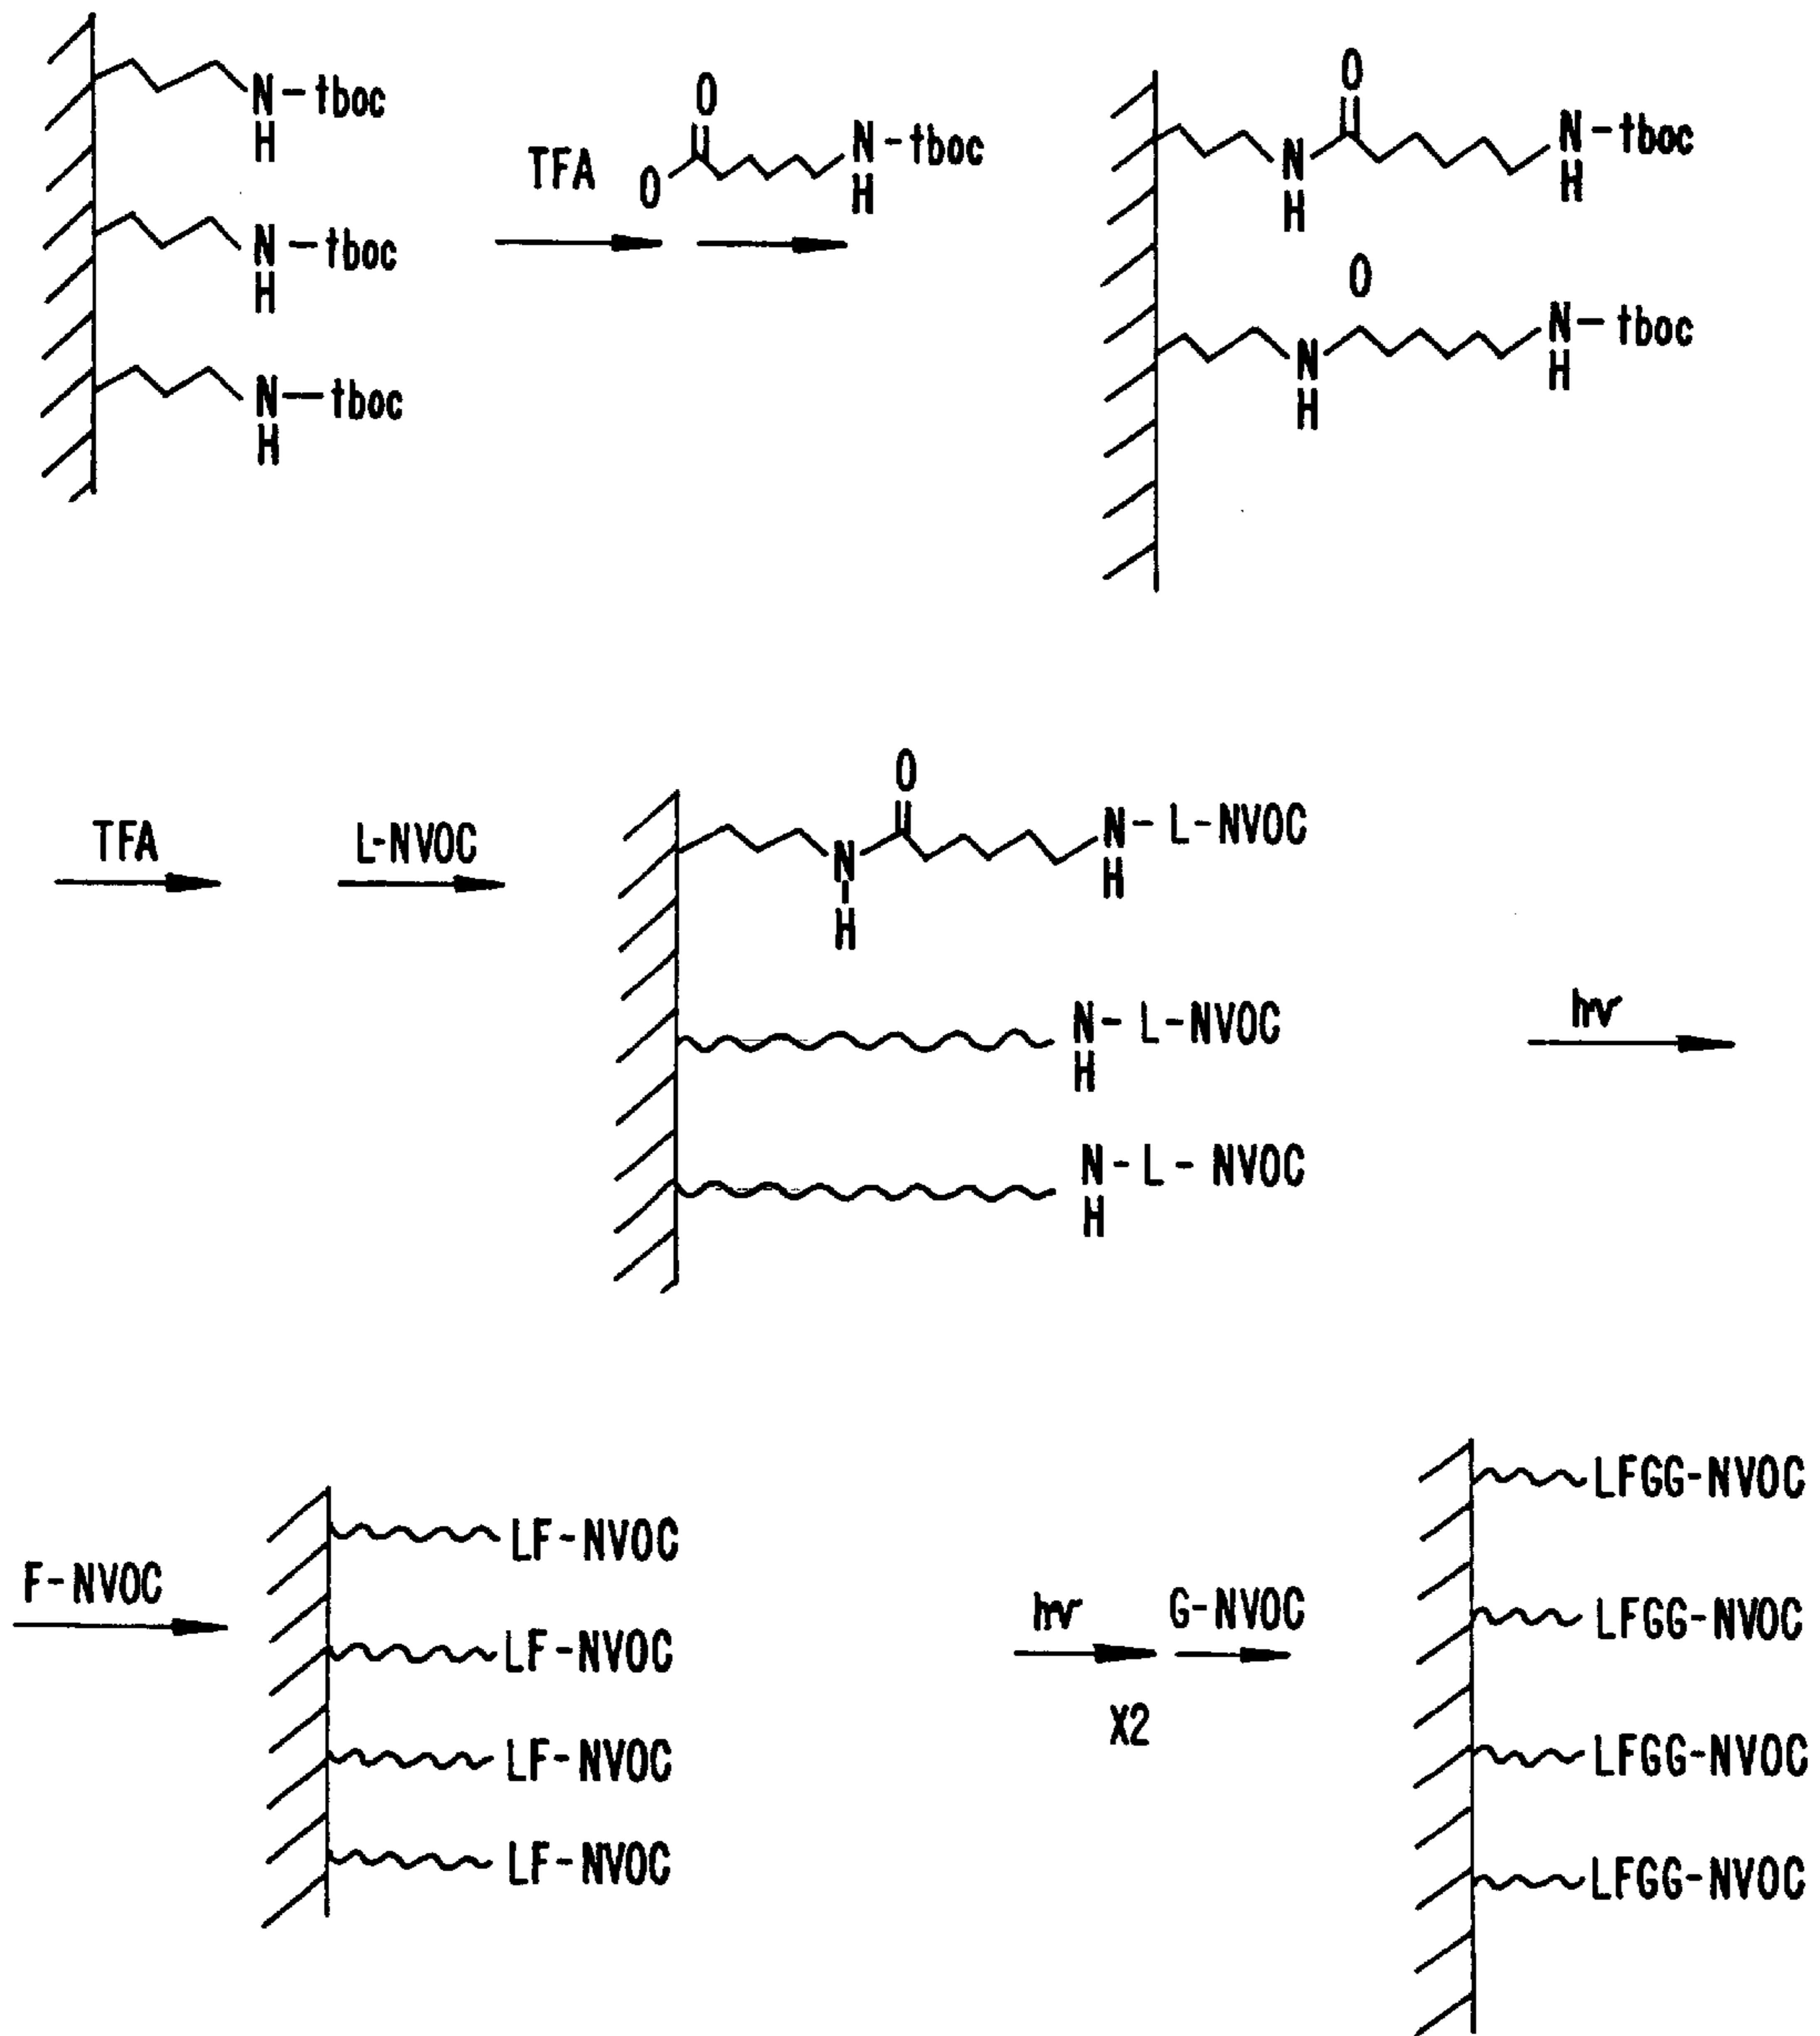 N-tboc
H
N-tboc
H
N-tboc
H
TFA
O
O
N-tboc
H
O
N
H
N-tboc
H
O
N
H
N-tboc
H
TFA
L-NVOC
O
N
H
N-L-NVOC
H
N-L-NVOC
H
N-L-NVOC
H
hν
F-NVOC
LF-NVOC
LF-NVOC
LF-NVOC
LF-NVOC
hν
X2
G-NVOC
LFGG-NVOC
LFGG-NVOC
LFGG-NVOC
LFGG-NVOC